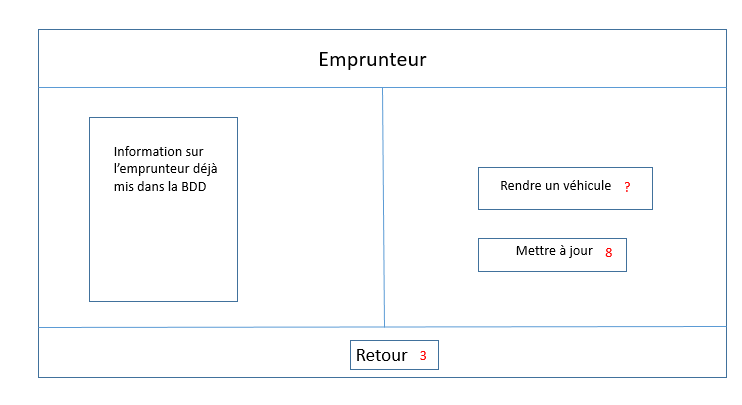 Emprunteur
Information sur
l'emprunteur déjà
mis dans la BDD
Rendre un véhicule ?
Mettre à jour 8
Retour 3